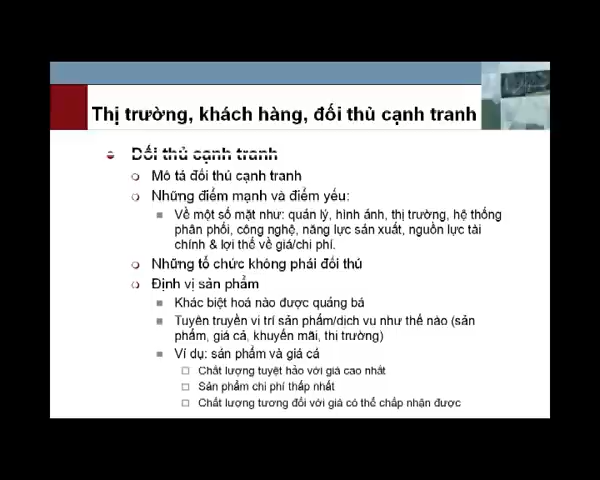 Thị trường, khách hàng, đối thủ cạnh tranh
Đối thủ cạnh tranh
Mô tả đối thủ cạnh tranh
Những điểm mạnh và điểm yếu:
Về một số mặt như: quản lý, hình ảnh, thị trường, hệ thống
phân phối, công nghệ, năng lực sản xuất, nguồn lực tài
chính & lợi thế về giá/chi phí.
Những tổ chức không phải đối thủ
Định vị sản phẩm
Khác biệt hoá nào được quảng bá
Tuyên truyền vị trí sản phẩm/dịch vụ như thế nào (sản
phẩm, giá cả, khuyến mãi, thị trường)
Ví dụ: sản phẩm và giá cả
Chất lượng tuyệt hảo với giá cao nhất
Sản phẩm chi phí thấp nhất
Chất lượng tương đối với giá có thể chấp nhận được